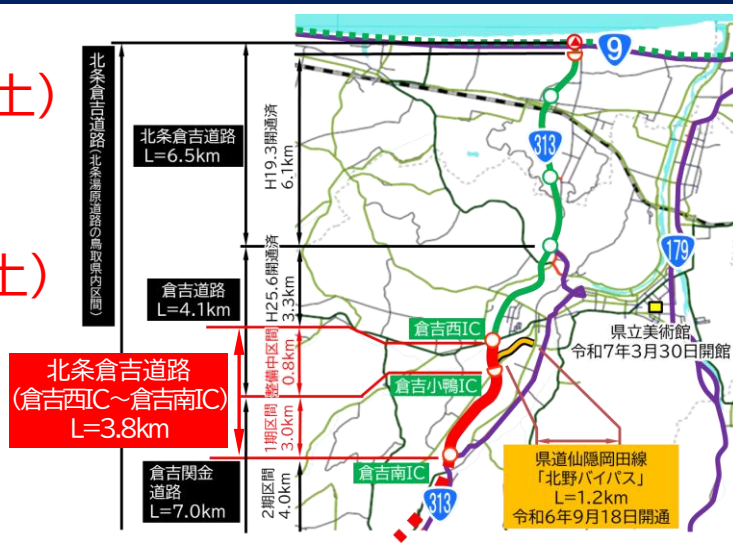 土）
土）
北条倉吉道路（北条湯原道路の鳥取県内区間）
北条倉吉道路
L=6.5km
H19.3開通済
6.1km
倉吉道路
L=4.1km
H25.6開通済
3.3km
整備中区間
0.8km
北条倉吉道路
(倉吉西IC～倉吉南IC)
L=3.8km
1期区間
3.0km
倉吉関金
道路
L=7.0km
2期区間
4.0km
9
313
179
倉吉西IC
県立美術館
令和7年3月30日開館
倉吉小鴨IC
倉吉南IC
313
県道仙隠岡田線
「北野バイパス」
L=1.2km
令和6年9月18日開通